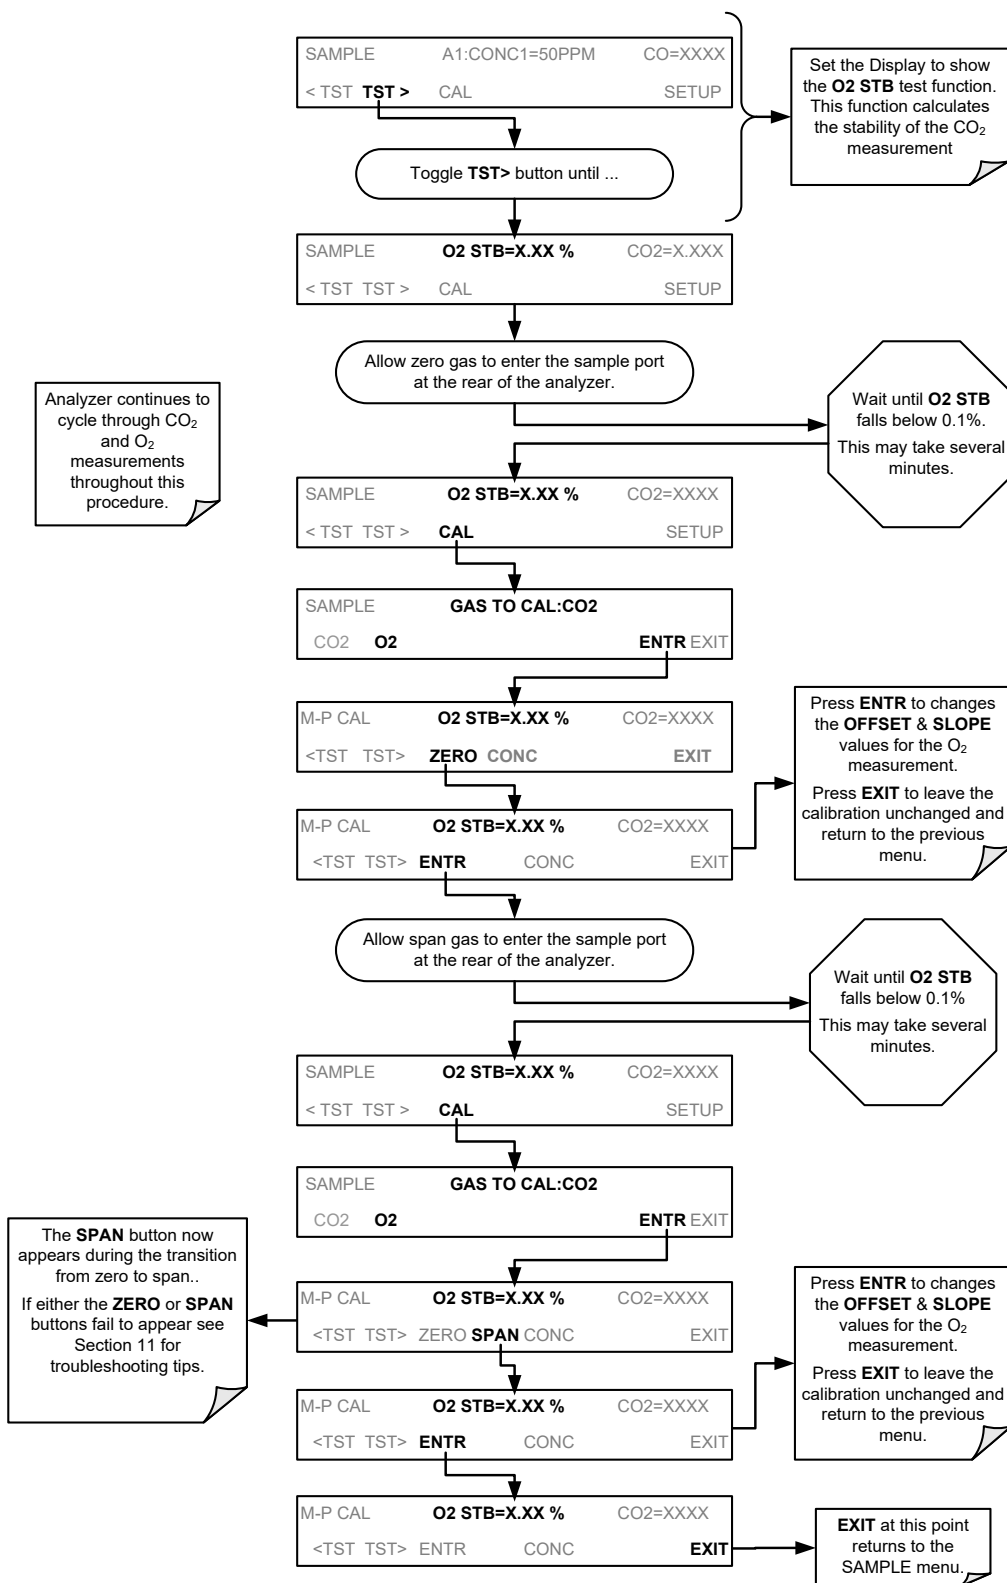 SAMPLE A1:CONC1=50PPM CO=XXXX
< TST TST > CAL SETUP
Set the Display to show
the O2 STB test function.
This function calculates
the stability of the CO2
measurement
Toggle TST> button until ...
SAMPLE O2 STB=X.XX % CO2=X.XXX
< TST TST > CAL SETUP
Allow zero gas to enter the sample port
at the rear of the analyzer.
Wait until O2 STB
falls below 0.1%.
This may take several
minutes.
Analyzer continues to
cycle through CO2
and O2
measurements
throughout this
procedure.
SAMPLE O2 STB=X.XX % CO2=XXXX
< TST TST > CAL SETUP
SAMPLE GAS TO CAL:CO2
CO2 O2 ENTR EXIT
M-P CAL O2 STB=X.XX % CO2=XXXX
<TST TST> ZERO CONC EXIT
Press ENTR to changes
the OFFSET & SLOPE
values for the O2
measurement.
Press EXIT to leave the
calibration unchanged and
return to the previous
menu.
M-P CAL O2 STB=X.XX % CO2=XXXX
<TST TST> ENTR CONC EXIT
Allow span gas to enter the sample port
at the rear of the analyzer.
Wait until O2 STB
falls below 0.1%
This may take several
minutes.
SAMPLE O2 STB=X.XX % CO2=XXXX
< TST TST > CAL SETUP
SAMPLE GAS TO CAL:CO2
CO2 O2 ENTR EXIT
The SPAN button now
appears during the transition
from zero to span..
If either the ZERO or SPAN
buttons fail to appear see
Section 11 for
troubleshooting tips.
M-P CAL O2 STB=X.XX % CO2=XXXX
<TST TST> ZERO SPAN CONC EXIT
Press ENTR to changes
the OFFSET & SLOPE
values for the O2
measurement.
Press EXIT to leave the
calibration unchanged and
return to the previous
menu.
M-P CAL O2 STB=X.XX % CO2=XXXX
<TST TST> ENTR CONC EXIT
M-P CAL O2 STB=X.XX % CO2=XXXX
<TST TST> ENTR CONC EXIT
EXIT at this point
returns to the
SAMPLE menu.